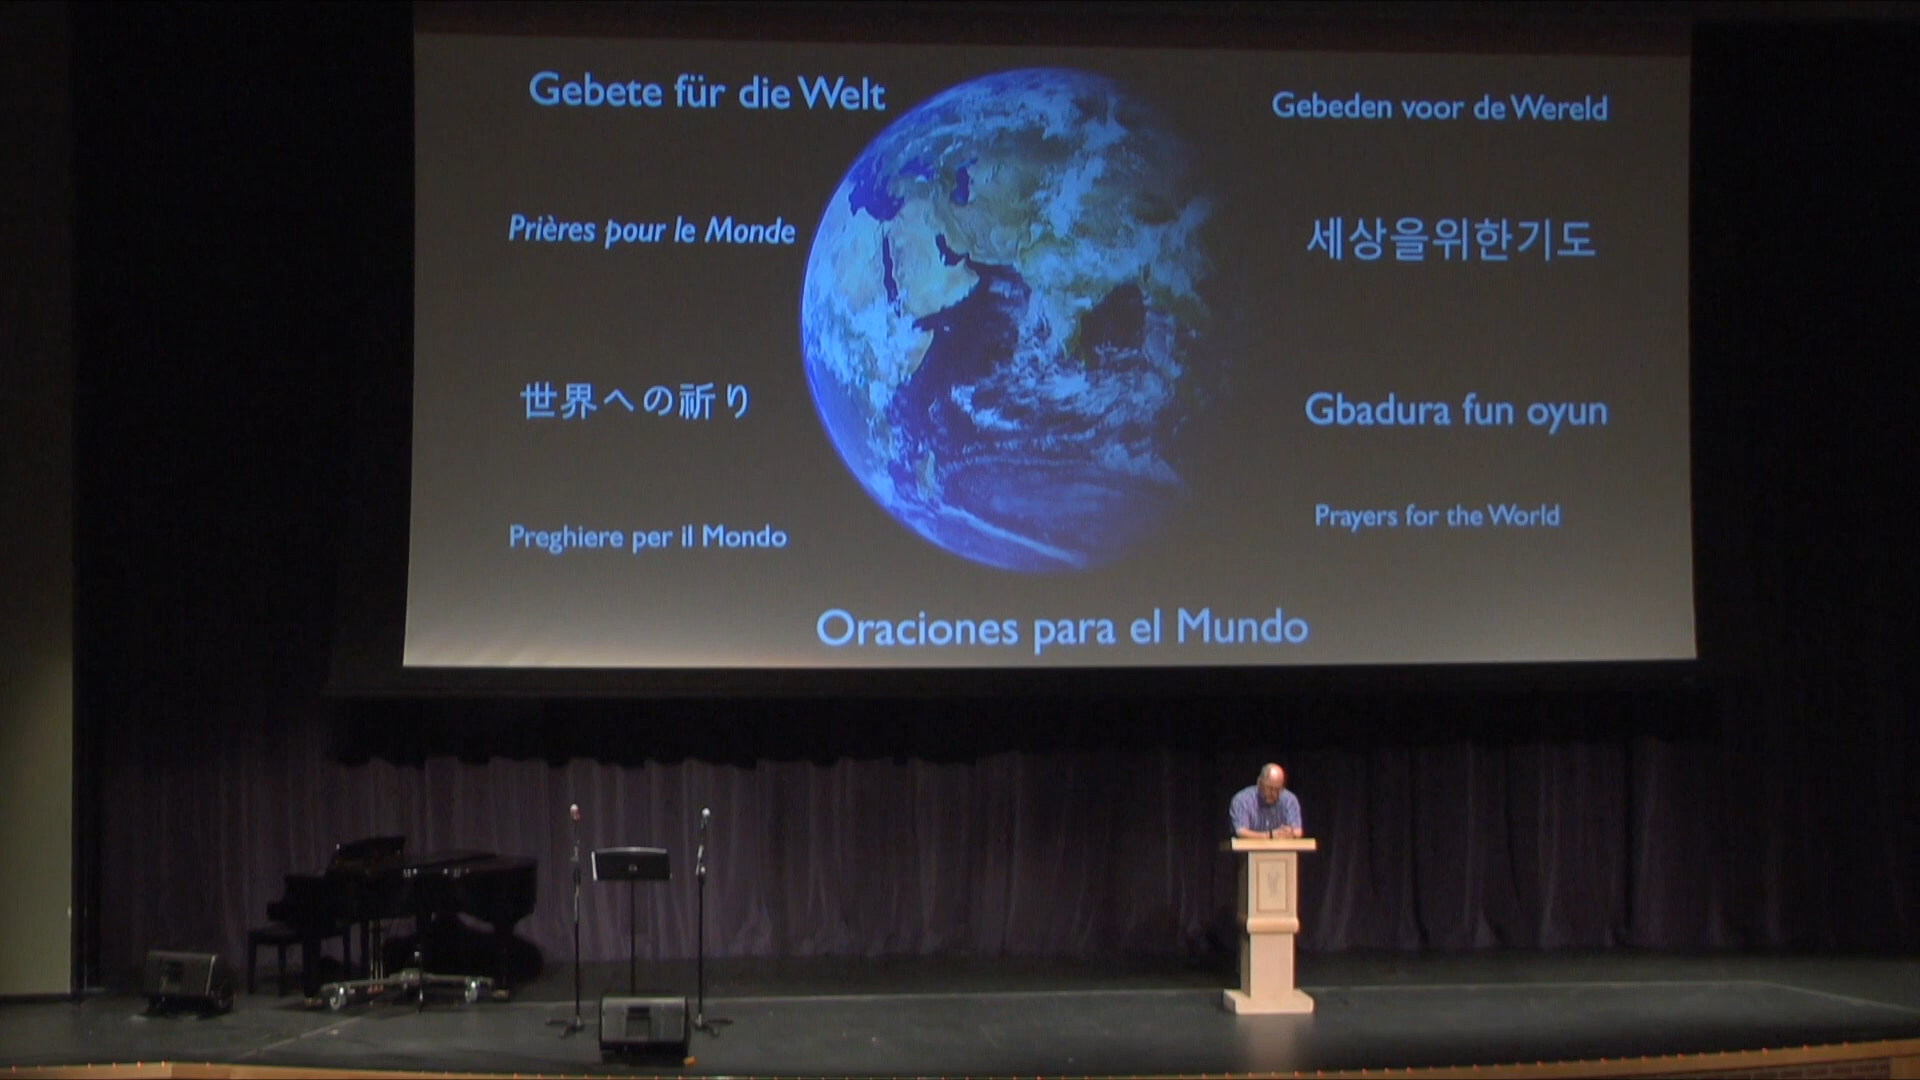 Gebete für die Welt
Gebeden voor de Wereld
Prières pour le Monde
세상을위한기도
世界への祈り
Gbadura fun oyun
Preghiere per il Mondo
Prayers for the World
Oraciones para el Mundo